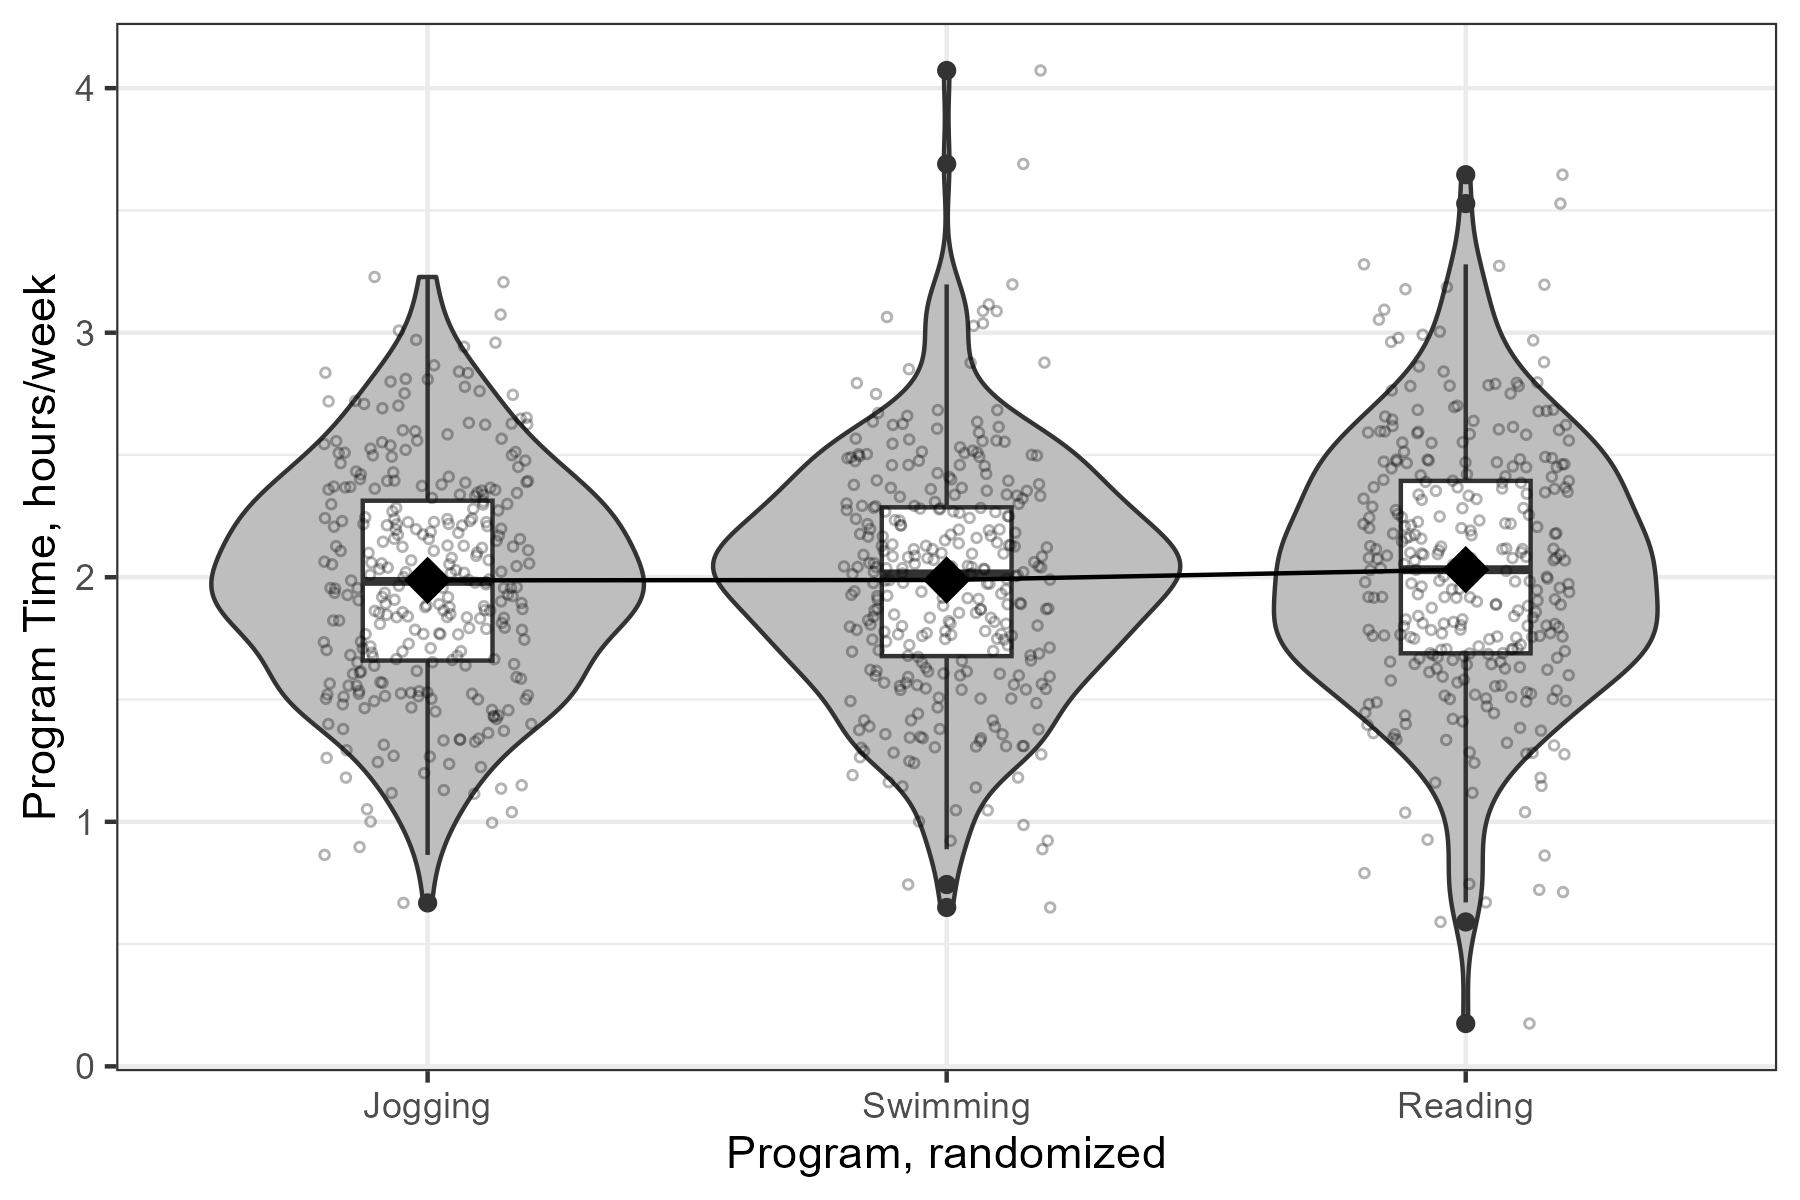 Program Time, hours/week
4
3
2
1
0
Jogging
Swimming
Reading
Program, randomized